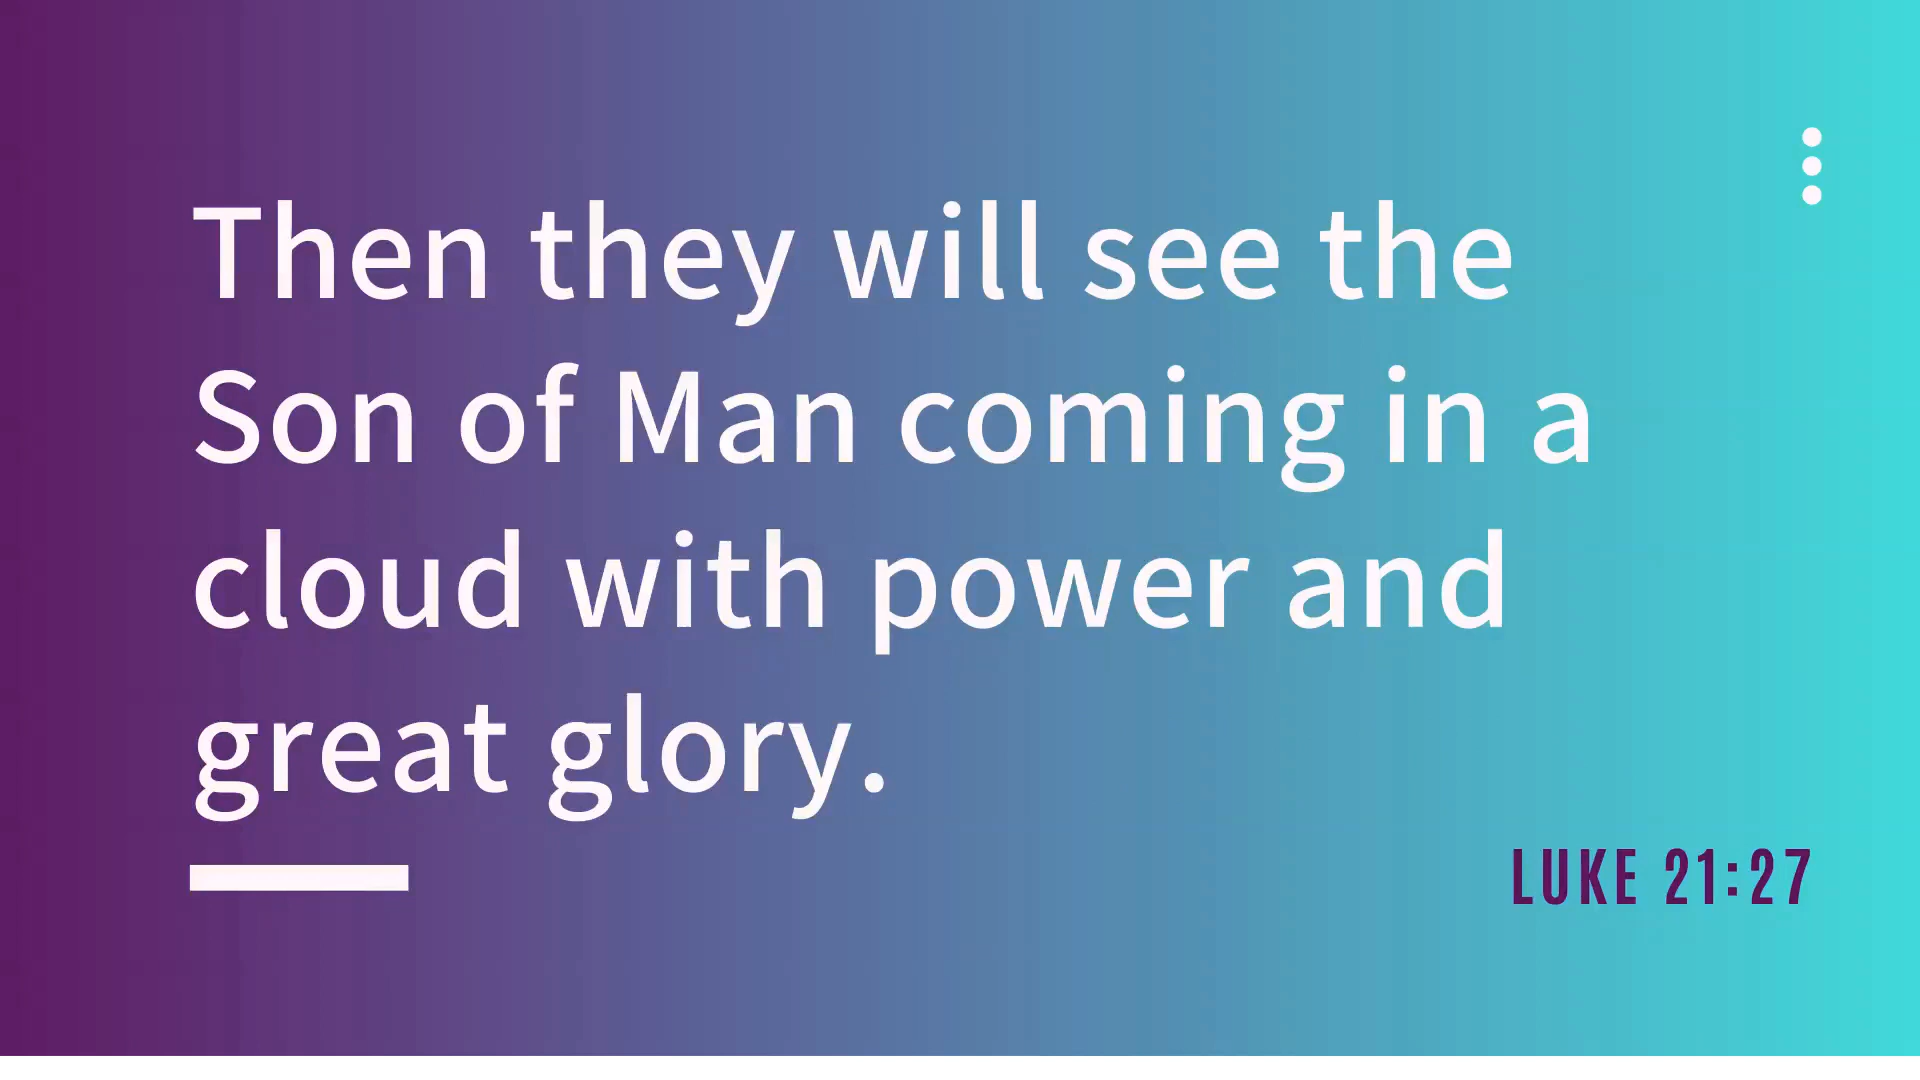 Then they will see the
Son of Man coming in a
cloud with power and
great glory.
LUKE 21:27